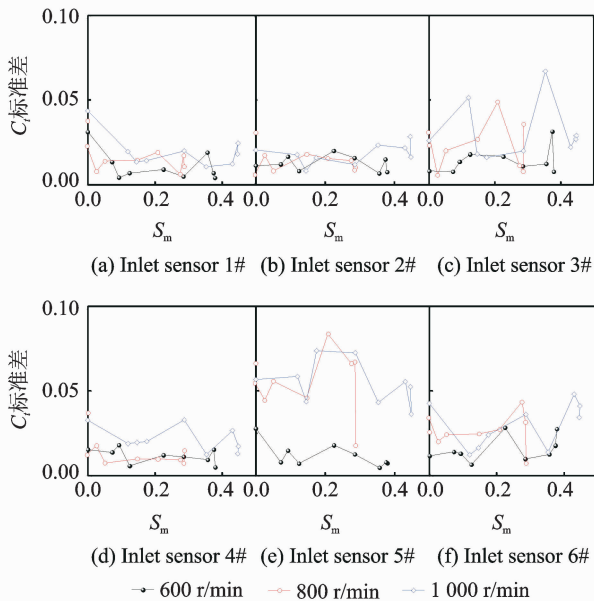 0.10
0.05
0.00
C_t标准差
0.0 0.2 0.4 0.0 0.2 0.4 0.0 0.2 0.4
S_m S_m S_m
(a) Inlet sensor 1# (b) Inlet sensor 2# (c) Inlet sensor 3#
0.10
0.05
0.00
C_t标准差
0.0 0.2 0.4 0.0 0.2 0.4 0.0 0.2 0.4
S_m S_m S_m
(d) Inlet sensor 4# (e) Inlet sensor 5# (f) Inlet sensor 6#
600 r/min 800 r/min 1 000 r/min